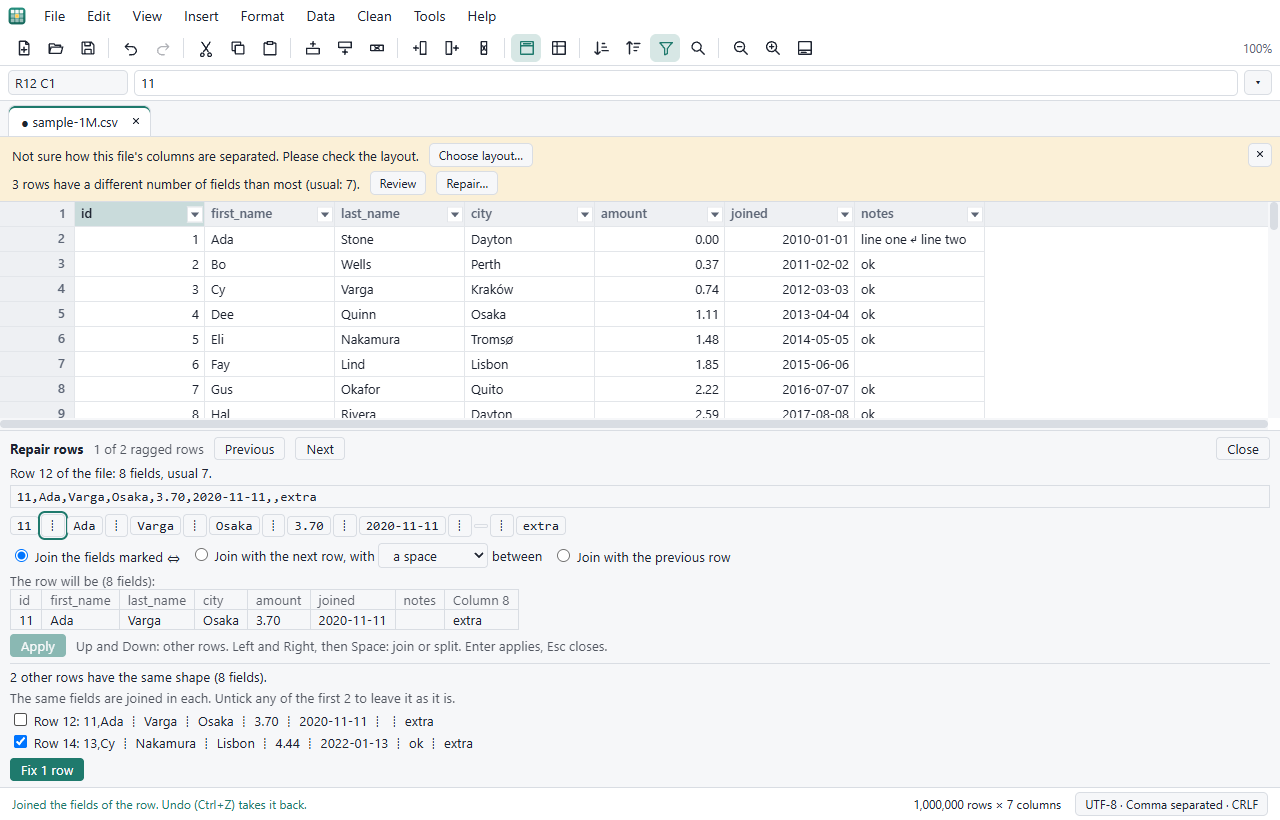 File Edit View Insert Format Data Clean Tools Help
100%
R12 C1 11
● sample-1M.csv ×
Not sure how this file's columns are separated. Please check the layout. Choose layout... ×
3 rows have a different number of fields than most (usual: 7). Review Repair...
1 id first_name last_name city amount joined notes
2 1 Ada Stone Dayton 0.00 2010-01-01 line one ↵ line two
3 2 Bo Wells Perth 0.37 2011-02-02 ok
4 3 Cy Varga Kraków 0.74 2012-03-03 ok
5 4 Dee Quinn Osaka 1.11 2013-04-04 ok
6 5 Eli Nakamura Tromsø 1.48 2014-05-05 ok
7 6 Fay Lind Lisbon 1.85 2015-06-06
8 7 Gus Okafor Quito 2.22 2016-07-07 ok
9 8 Hal Rivera Dayton 2.59 2017-08-08 ok
Repair rows 1 of 2 ragged rows Previous Next Close
Row 12 of the file: 8 fields, usual 7.
11,Ada,Varga,Osaka,3.70,2020-11-11,,extra
11 ⋮ Ada ⋮ Varga ⋮ Osaka ⋮ 3.70 ⋮ 2020-11-11 ⋮ ⋮ extra
Join the fields marked ⇔ Join with the next row, with a space between Join with the previous row
The row will be (8 fields):
id first_name last_name city amount joined notes Column 8
11 Ada Varga Osaka 3.70 2020-11-11 extra
Apply Up and Down: other rows. Left and Right, then Space: join or split. Enter applies, Esc closes.
2 other rows have the same shape (8 fields).
The same fields are joined in each. Untick any of the first 2 to leave it as it is.
Row 12: 11,Ada ⋮ Varga ⋮ Osaka ⋮ 3.70 ⋮ 2020-11-11 ⋮ ⋮ extra
Row 14: 13,Cy ⋮ Nakamura ⋮ Lisbon ⋮ 4.44 ⋮ 2022-01-13 ⋮ ok ⋮ extra
Fix 1 row
Joined the fields of the row. Undo (Ctrl+Z) takes it back. 1,000,000 rows × 7 columns UTF-8 · Comma separated · CRLF